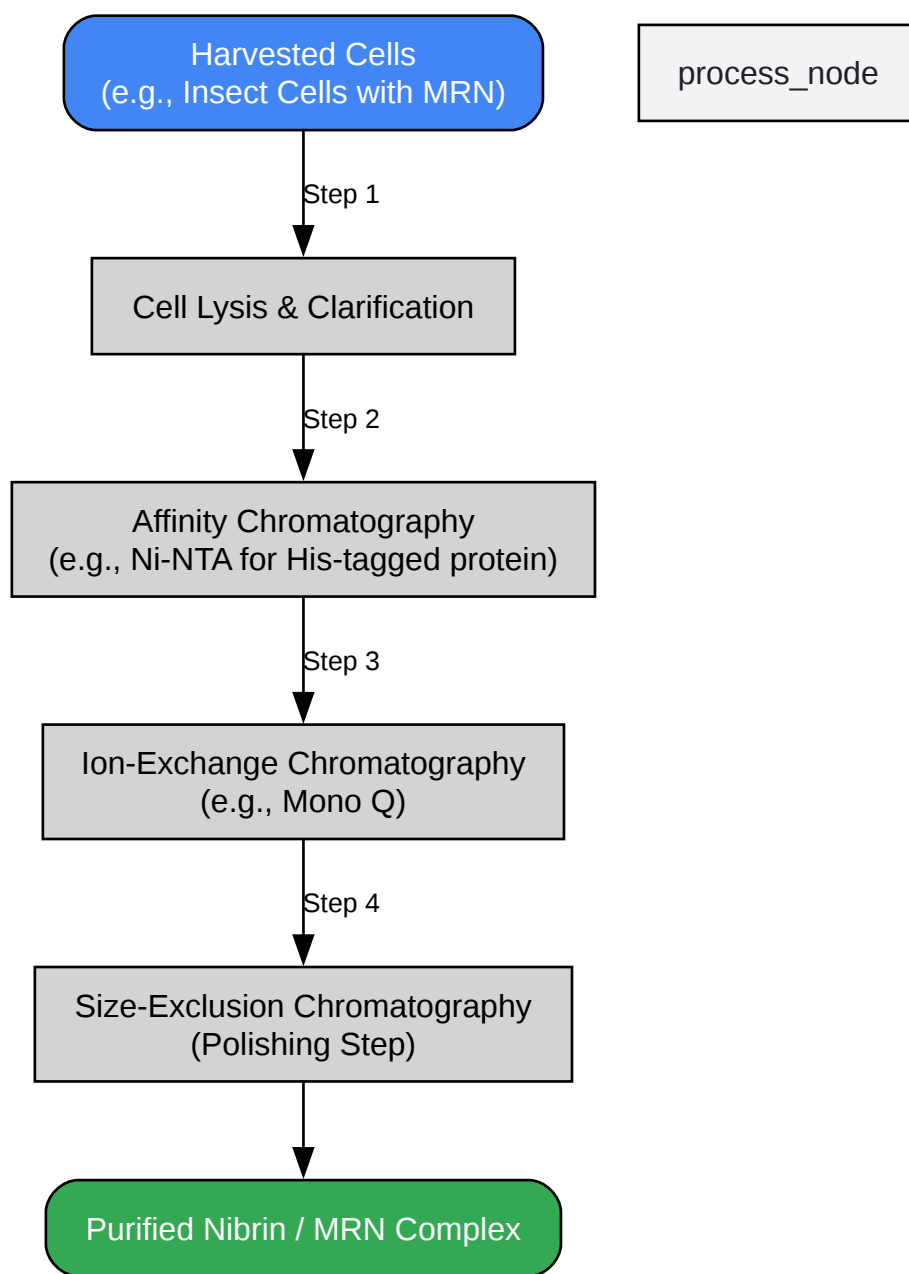 Harvested Cells
(e.g., Insect Cells with MRN)
process_node
Step 1
Cell Lysis & Clarification
Step 2
Affinity Chromatography
(e.g., Ni-NTA for His-tagged protein)
Step 3
Ion-Exchange Chromatography
(e.g., Mono Q)
Step 4
Size-Exclusion Chromatography
(Polishing Step)
Purified Nibrin / MRN Complex